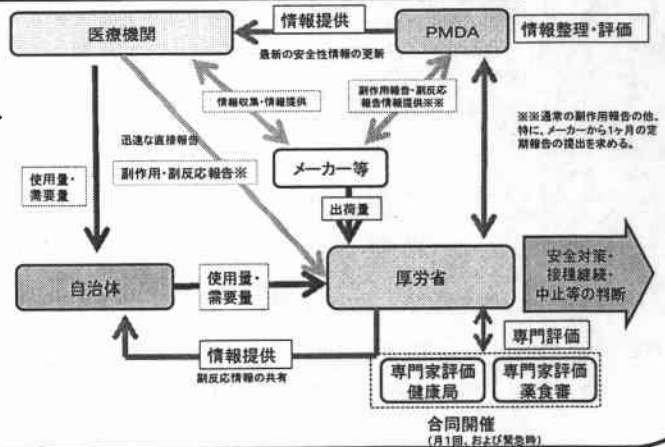 医療機関
情報提供
最新の安全性情報の更新
PMDA
情報整理・評価
情報収集・情報提供
副作用報告・副反応
報告情報提供※※
※※通常の副作用報告の他、
特に、メーカーから1ヶ月の定
期報告の提出を求める。
迅速な直接報告
副作用・副反応報告※
メーカー等
使用量・
需要量
出荷量
自治体
使用量・
需要量
厚労省
安全対策・
接種継続・
中止等の判断
情報提供
副反応情報の共有
専門評価
専門家評価
健康局
専門家評価
薬食審
合同開催
(月1回、および緊急時)